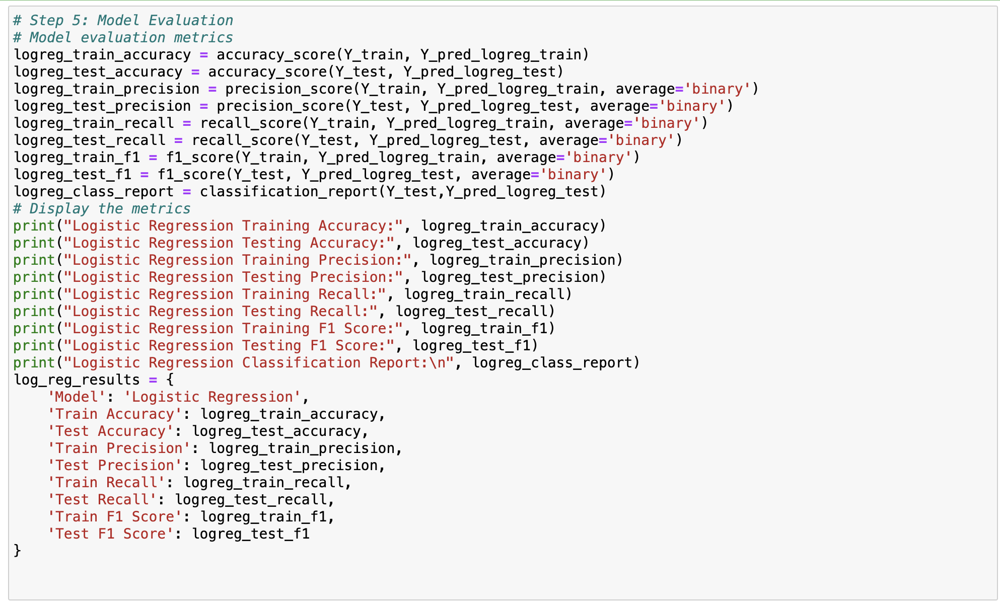 # Step 5: Model Evaluation
# Model evaluation metrics
logreg_train_accuracy = accuracy_score(Y_train, Y_pred_logreg_train)
logreg_test_accuracy = accuracy_score(Y_test, Y_pred_logreg_test)
logreg_train_precision = precision_score(Y_train, Y_pred_logreg_train, average='binary')
logreg_test_precision = precision_score(Y_test, Y_pred_logreg_test, average='binary')
logreg_train_recall = recall_score(Y_train, Y_pred_logreg_train, average='binary')
logreg_test_recall = recall_score(Y_test, Y_pred_logreg_test, average='binary')
logreg_train_f1 = f1_score(Y_train, Y_pred_logreg_train, average='binary')
logreg_test_f1 = f1_score(Y_test, Y_pred_logreg_test, average='binary')
logreg_class_report = classification_report(Y_test,Y_pred_logreg_test)
# Display the metrics
print("Logistic Regression Training Accuracy:", logreg_train_accuracy)
print("Logistic Regression Testing Accuracy:", logreg_test_accuracy)
print("Logistic Regression Training Precision:", logreg_train_precision)
print("Logistic Regression Testing Precision:", logreg_test_precision)
print("Logistic Regression Training Recall:", logreg_train_recall)
print("Logistic Regression Testing Recall:", logreg_test_recall)
print("Logistic Regression Training F1 Score:", logreg_train_f1)
print("Logistic Regression Testing F1 Score:", logreg_test_f1)
print("Logistic Regression Classification Report:\n", logreg_class_report)
log_reg_results = {
    'Model': 'Logistic Regression',
    'Train Accuracy': logreg_train_accuracy,
    'Test Accuracy': logreg_test_accuracy,
    'Train Precision': logreg_train_precision,
    'Test Precision': logreg_test_precision,
    'Train Recall': logreg_train_recall,
    'Test Recall': logreg_test_recall,
    'Train F1 Score': logreg_train_f1,
    'Test F1 Score': logreg_test_f1
}